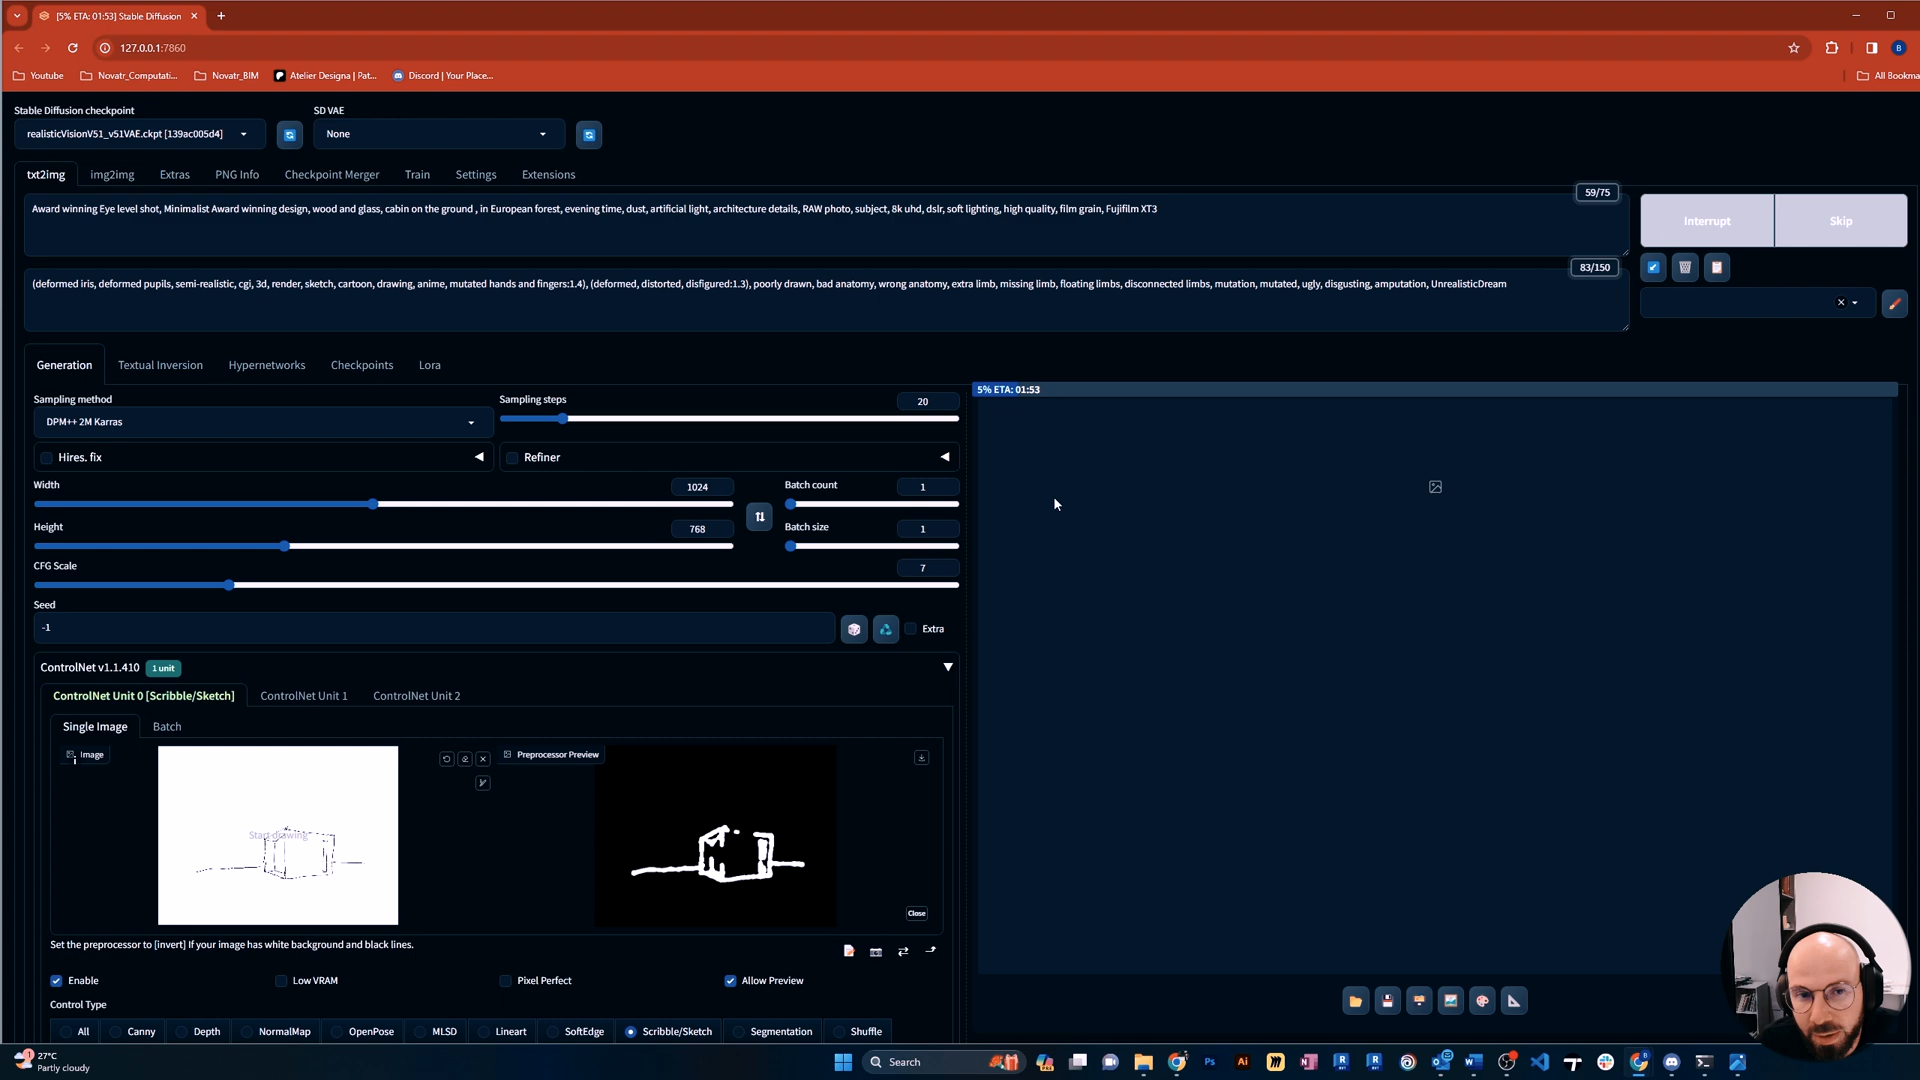 [5% ETA: 01:53] Stable Diffusion
127.0.0.1:7860
Youtube
Novatr_Computati...
Novatr_BIM
Atelier Designa | Pat...
Discord | Your Place...
All Bookma
Stable Diffusion checkpoint
SD VAE
realisticVisionV51_v51VAE.ckpt [139ac005d4]
None
txt2img
img2img
Extras
PNG Info
Checkpoint Merger
Train
Settings
Extensions
59/75
Award winning Eye level shot, Minimalist Award winning design, wood and glass, cabin on the ground , in European forest, evening time, dust, artificial light, architecture details, RAW photo, subject, 8k uhd, dslr, soft lighting, high quality, film grain, Fujifilm XT3
Interrupt
Skip
83/150
(deformed iris, deformed pupils, semi-realistic, cgi, 3d, render, sketch, cartoon, drawing, anime, mutated hands and fingers:1.4), (deformed, distorted, disfigured:1.3), poorly drawn, bad anatomy, wrong anatomy, extra limb, missing limb, floating limbs, disconnected limbs, mutation, mutated, ugly, disgusting, amputation, UnrealisticDream
Generation
Textual Inversion
Hypernetworks
Checkpoints
Lora
5% ETA: 01:53
Sampling method
Sampling steps
20
DPM++ 2M Karras
Hires. fix
Refiner
Width
1024
Batch count
1
Height
768
Batch size
1
CFG Scale
7
Seed
-1
Extra
ControlNet v1.1.410
1 unit
ControlNet Unit 0 [Scribble/Sketch]
ControlNet Unit 1
ControlNet Unit 2
Single Image
Batch
Image
Preprocessor Preview
Start drawing
Close
Set the preprocessor to [invert] If your image has white background and black lines.
Enable
Low VRAM
Pixel Perfect
Allow Preview
Control Type
All
Canny
Depth
NormalMap
OpenPose
MLSD
Lineart
SoftEdge
Scribble/Sketch
Segmentation
Shuffle
27°C
Partly cloudy
Search